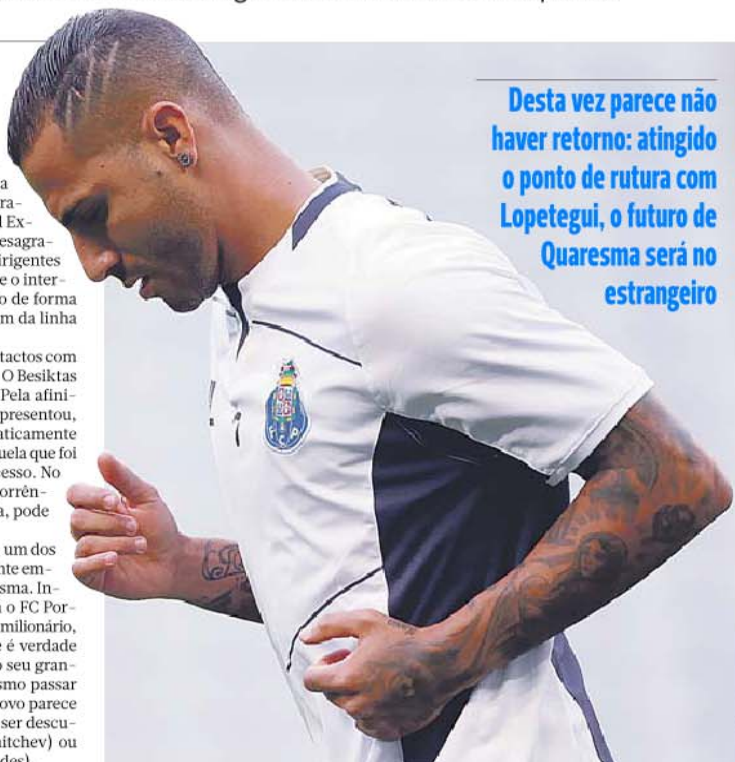 a
ra-
l Ex-
esagra-
irigentes
e o inter-
o de forma
m da linha
tactos com
O Besiktas
Pela afini-
presentou,
aticamente
uela que foi
esso. No
orrên-
a, pode
um dos
nte em-
sma. In-
o FC Por-
milionário,
e é verdade
o seu gran-
smo passar
ovo parece
ser descu-
nitchev) ou
des).
Desta vez parece não
haver retorno: atingido
o ponto de rutura com
Lopetegui, o futuro de
Quaresma será no
estrangeiro
F C P